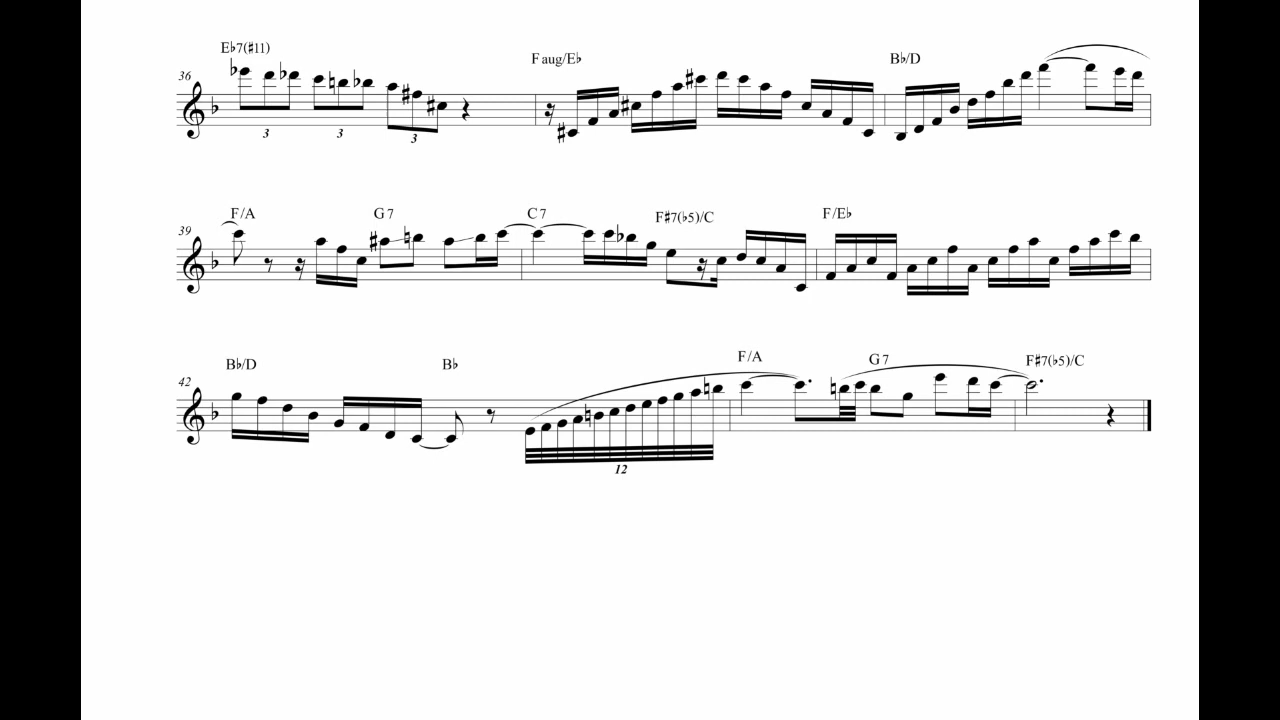 E♭7(♯11) F aug/E♭ B♭/D
36
3 3 3
F/A G7 C7 F♯7(♭5)/C F/E♭
39
B♭/D B♭ F/A G7 F♯7(♭5)/C
42
12